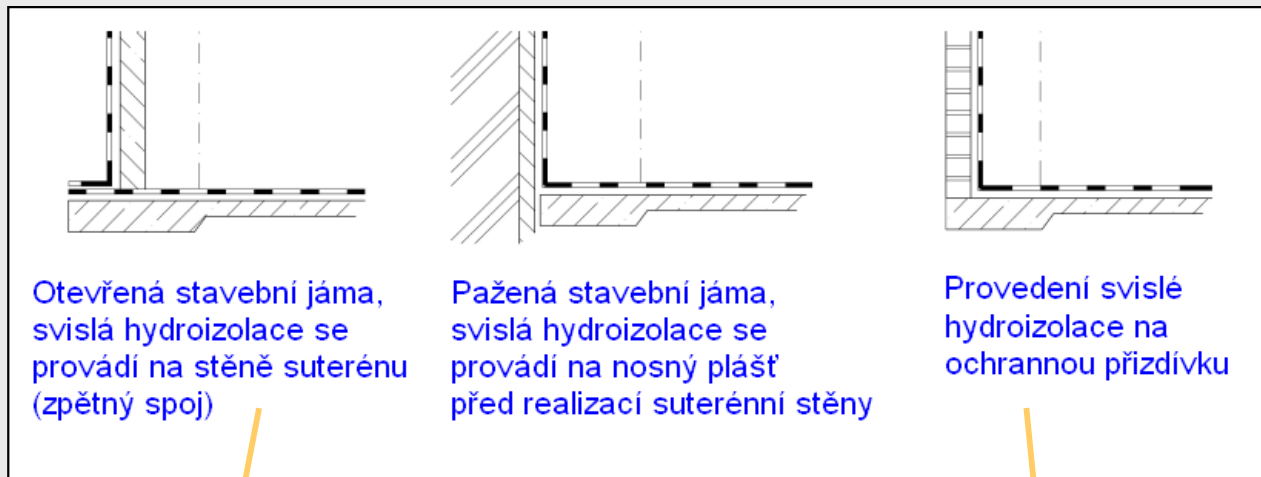 Otevřená stavební jáma,
svislá hydroizolace se
provádí na stěně suterénu
(zpětný spoj)
Pažená stavební jáma,
svislá hydroizolace se
provádí na nosný plášť
před realizací suterénní stěny
Provedení svislé
hydroizolace na
ochrannou přizdívku